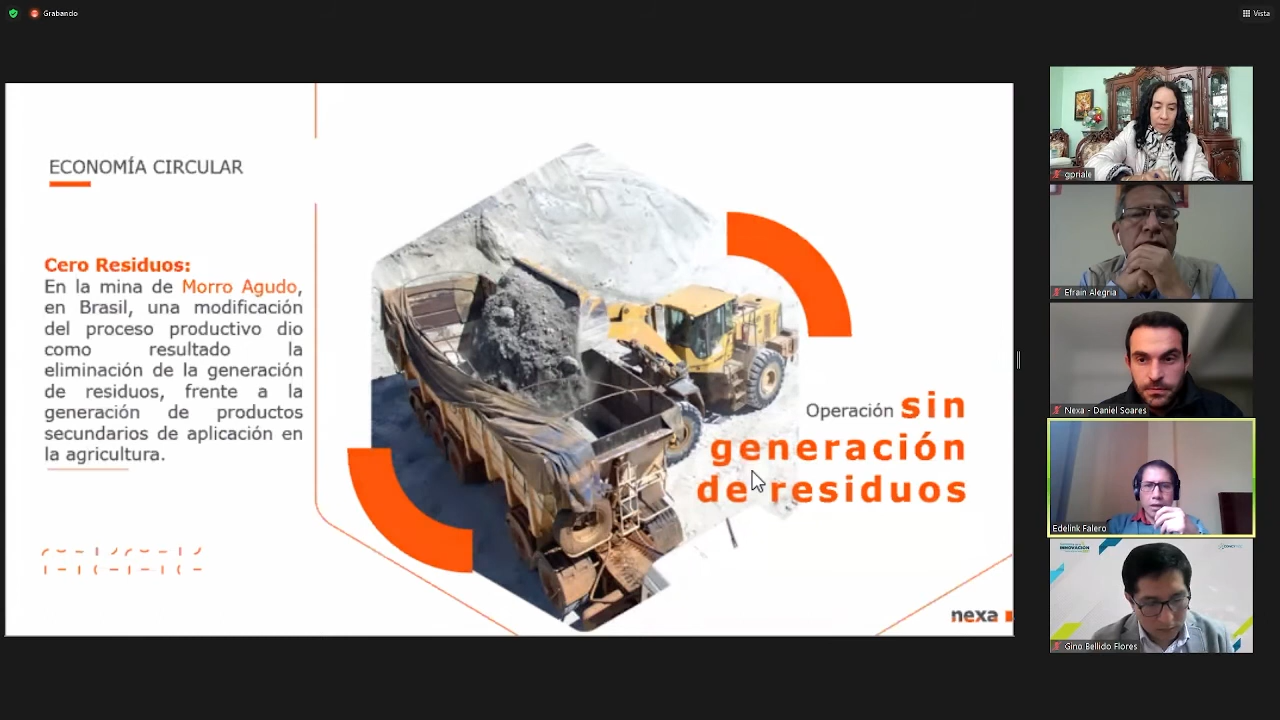 Grabando
Vista
ECONOMÍA CIRCULAR
Cero Residuos:
En la mina de Morro Agudo,
en Brasil, una modificación
del proceso productivo dio
como resultado la
eliminación de la generación
de residuos, frente a la
generación de productos
secundarios de aplicación en
la agricultura.
Operación sin
generación
de residuos
nexa
gpriale
Efrain Alegria
Nexa - Daniel Soares
Edelink Falero
INNOVACIÓN
Gino Bellido Flores